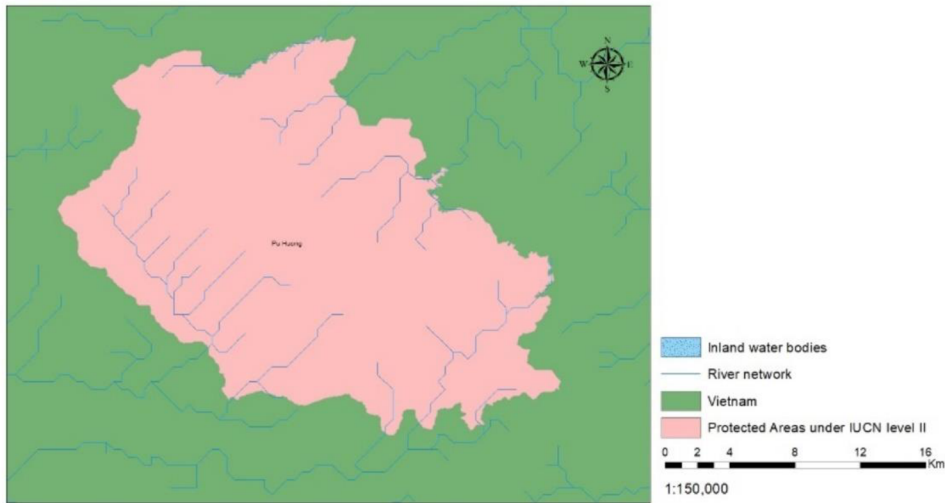 N
W E
S
Pu Huong
Inland water bodies
River network
Vietnam
Protected Areas under IUCN level II
0 2 4 8 12 16
Km
1:150,000